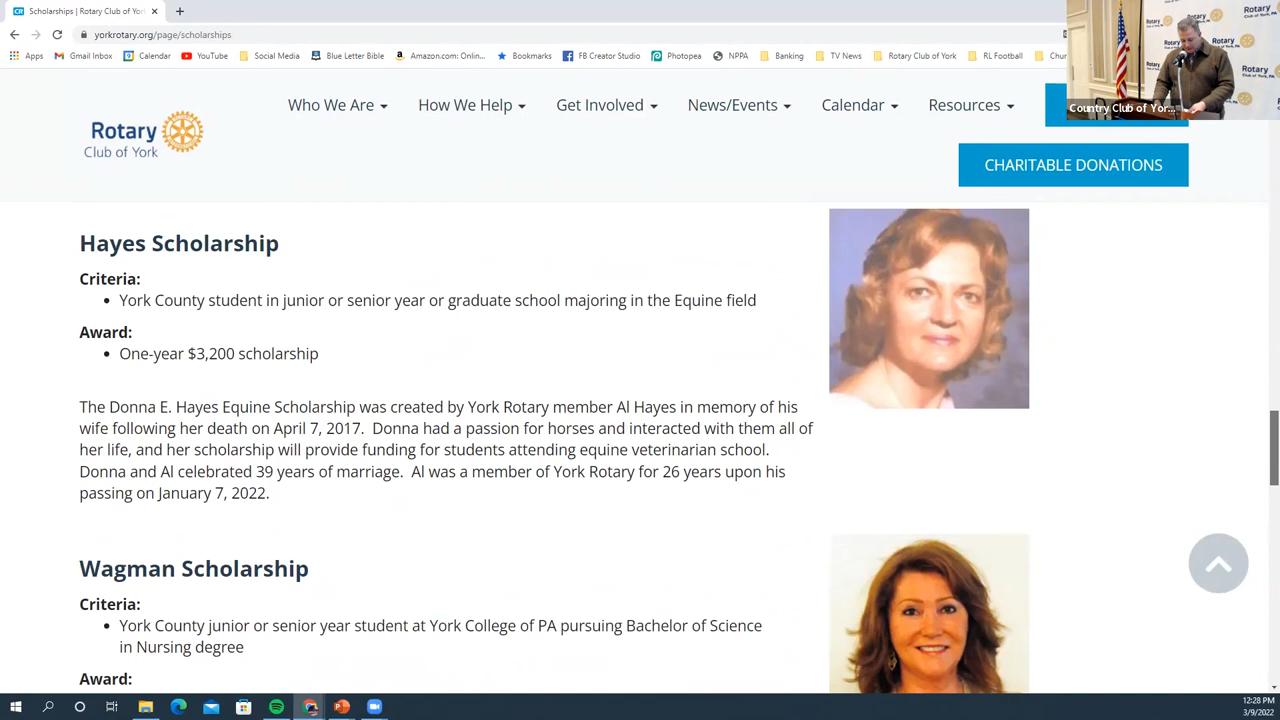 Scholarships | Rotary Club of Yor
yorkrotary.org/page/scholarships
Apps Gmail Inbox Calendar YouTube Social Media Blue Letter Bible Amazon.com: Onlin... Bookmarks FB Creator Studio Photopea NPPA Banking TV News Rotary Club of York RL Football Chur
Rotary
Club of York
Who We Are How We Help Get Involved News/Events Calendar Resources
Country Club of Yor...
CHARITABLE DONATIONS
Hayes Scholarship
Criteria:
• York County student in junior or senior year or graduate school majoring in the Equine field
Award:
• One-year $3,200 scholarship
The Donna E. Hayes Equine Scholarship was created by York Rotary member Al Hayes in memory of his
wife following her death on April 7, 2017. Donna had a passion for horses and interacted with them all of
her life, and her scholarship will provide funding for students attending equine veterinarian school.
Donna and Al celebrated 39 years of marriage. Al was a member of York Rotary for 26 years upon his
passing on January 7, 2022.
Wagman Scholarship
Criteria:
• York County junior or senior year student at York College of PA pursuing Bachelor of Science
in Nursing degree
Award:
12:28 PM
3/9/2022